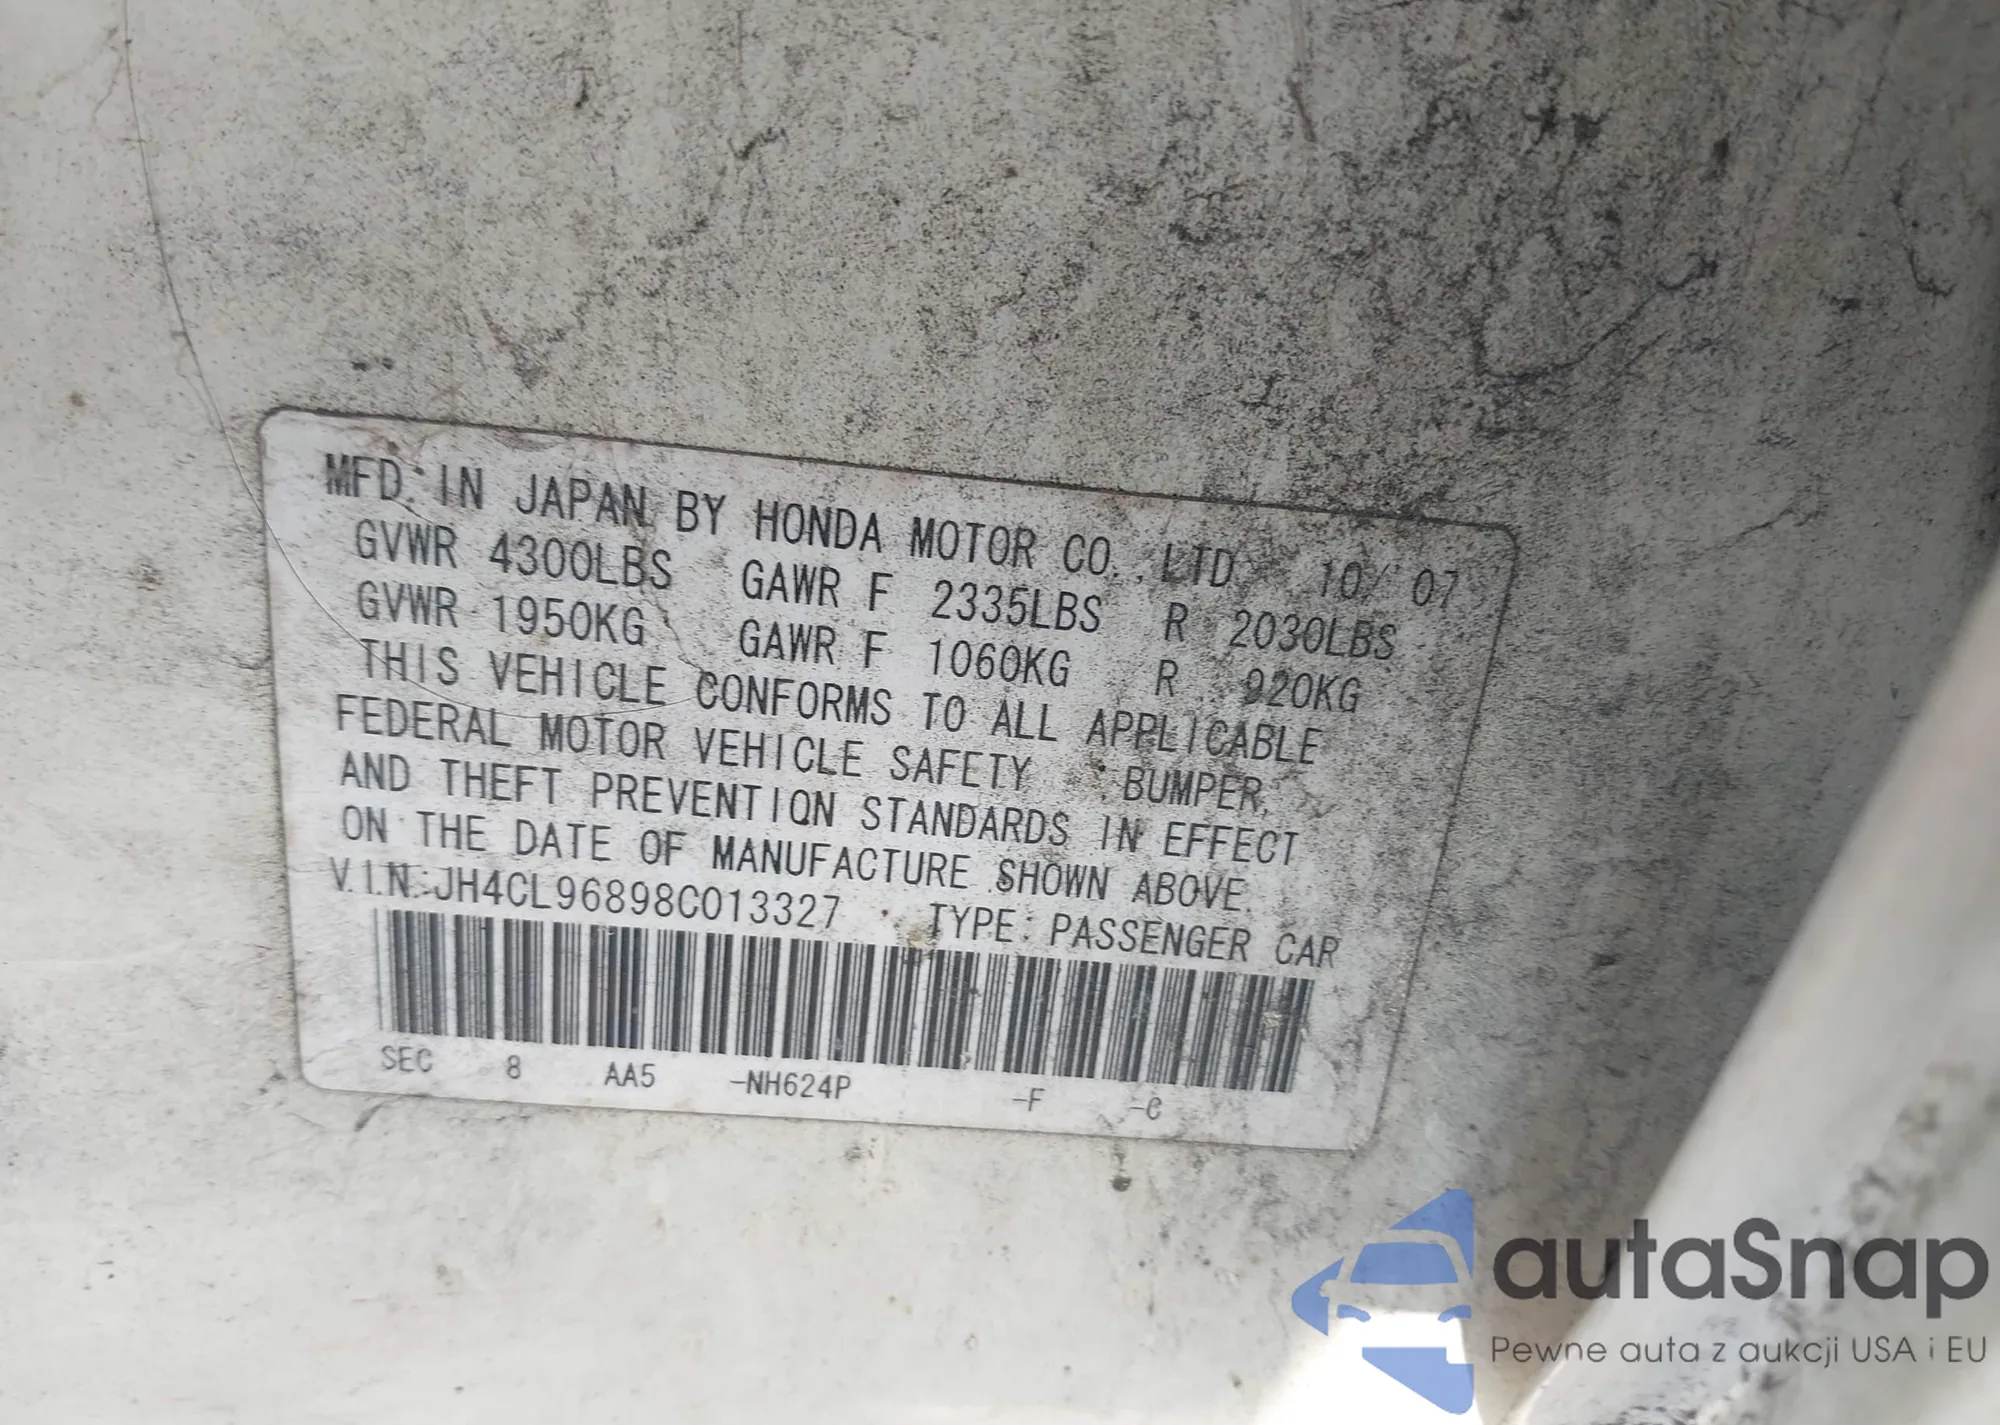 MFD. IN JAPAN BY HONDA MOTOR CO., LTD. 10/ 07
GVWR 4300LBS GAWR F 2335LBS R 2030LBS
GVWR 1950KG GAWR F 1060KG R 920KG
THIS VEHICLE CONFORMS TO ALL APPLICABLE
FEDERAL MOTOR VEHICLE SAFETY , BUMPER,
AND THEFT PREVENTION STANDARDS IN EFFECT
ON THE DATE OF MANUFACTURE SHOWN ABOVE.
V.I.N.:JH4CL96898C013327 TYPE: PASSENGER CAR
SEC 8 AA5 -NH624P -F -C
autaSnap
Pewne auta z aukcji USA i EU